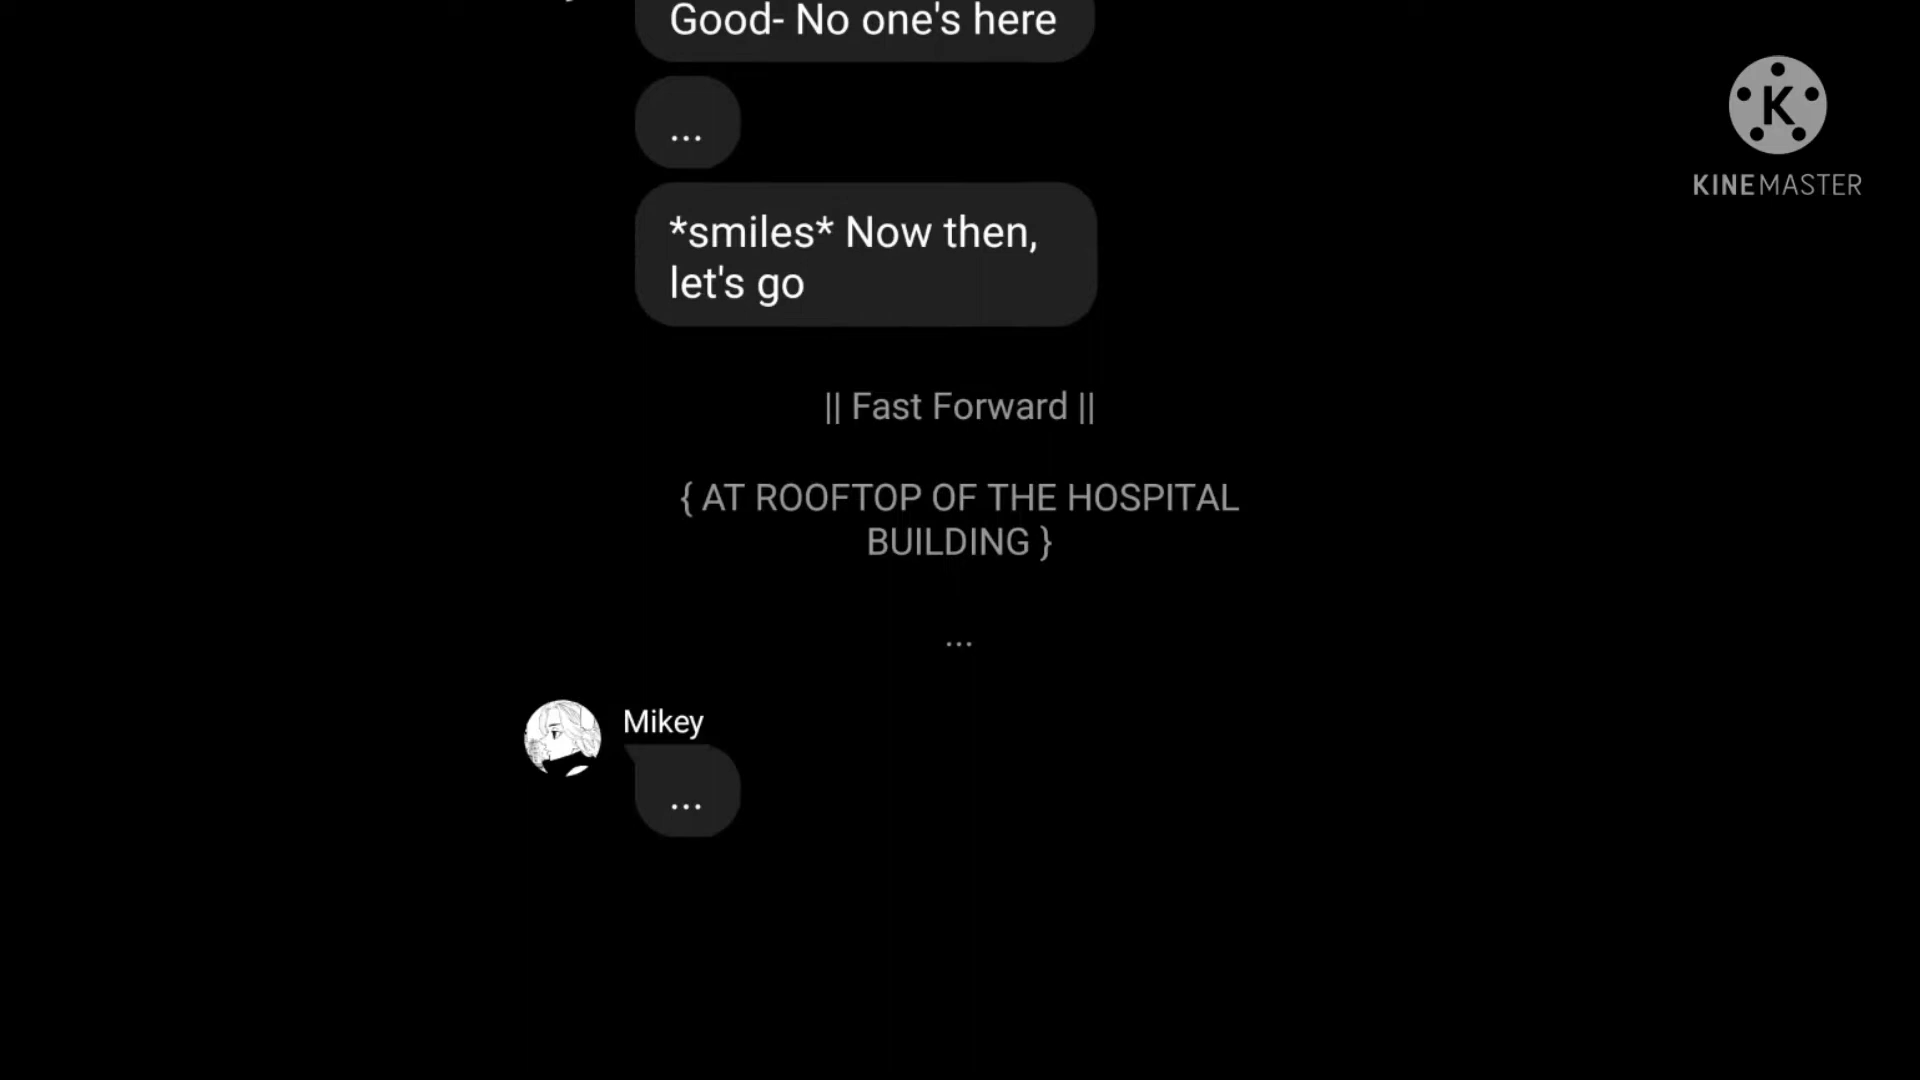 Good- No one's here
...
*smiles* Now then,
let's go
|| Fast Forward ||
{ AT ROOFTOP OF THE HOSPITAL
BUILDING }
...
Mikey
...
K
KINEMASTER